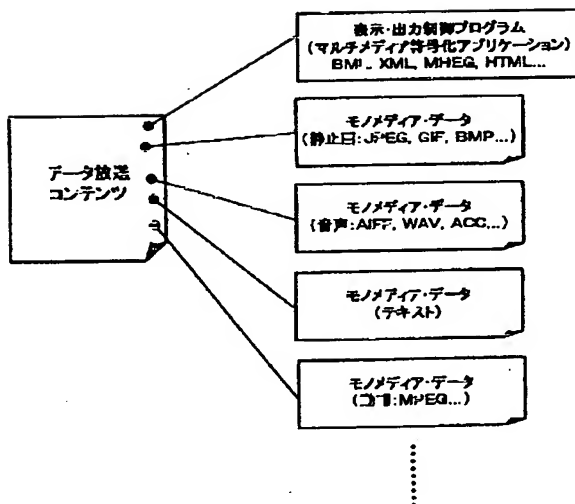 表示・出力制御プログラム
(マルチメディア符号化アプリケーション)
XML, MHEG, HTML...
モノメディア・データ
JPEG, GIF, BMP...)
データ放送
コンテンツ
モノメディア・データ
(音声:AIFF, WAV, ACC,...)
モノメディア・データ
(テキスト)
モノメディア・データ
MPEG...)